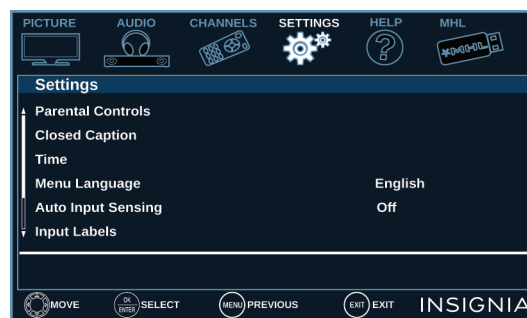 PICTURE AUDIO CHANNELS SETTINGS HELP MHL
MHL
Settings
Parental Controls
Closed Caption
Time
Menu Language English
Auto Input Sensing Off
Input Labels
MOVE OK ENTER SELECT MENU PREVIOUS EXIT EXIT INSIGNIA